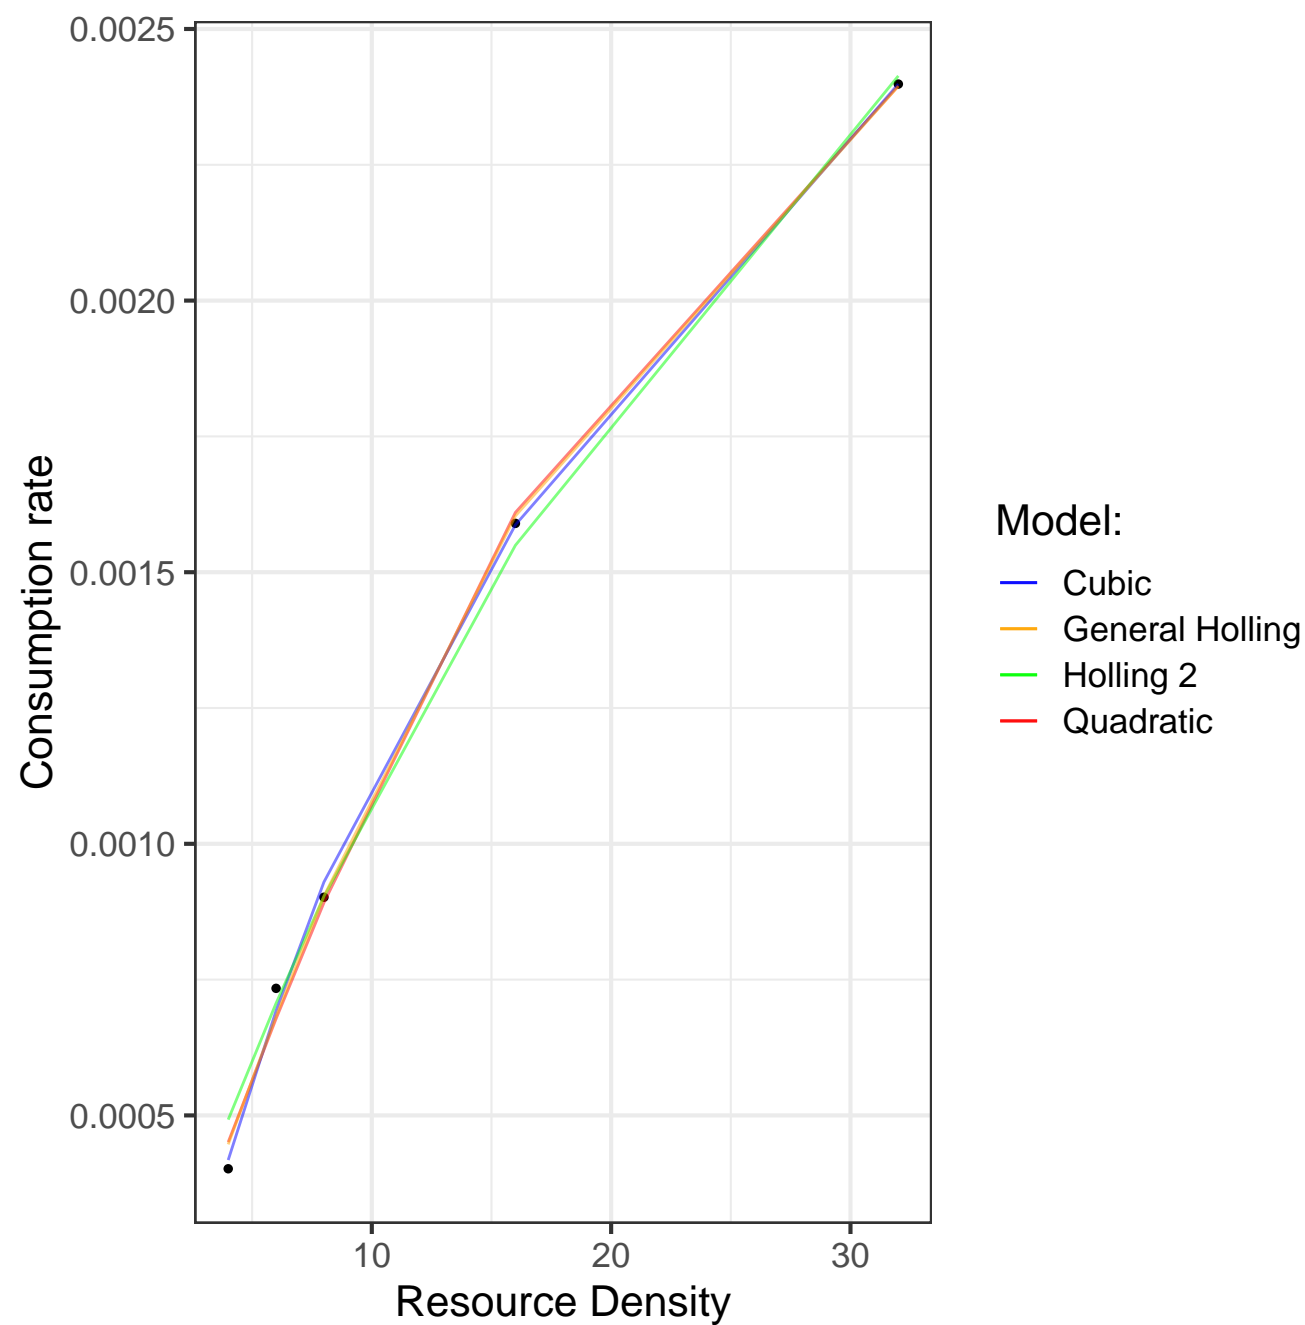 0.0025
0.0020
0.0015
0.0010
0.0005
Consumption rate
10 20 30
Resource Density
Model:
Cubic
General Holling
Holling 2
Quadratic